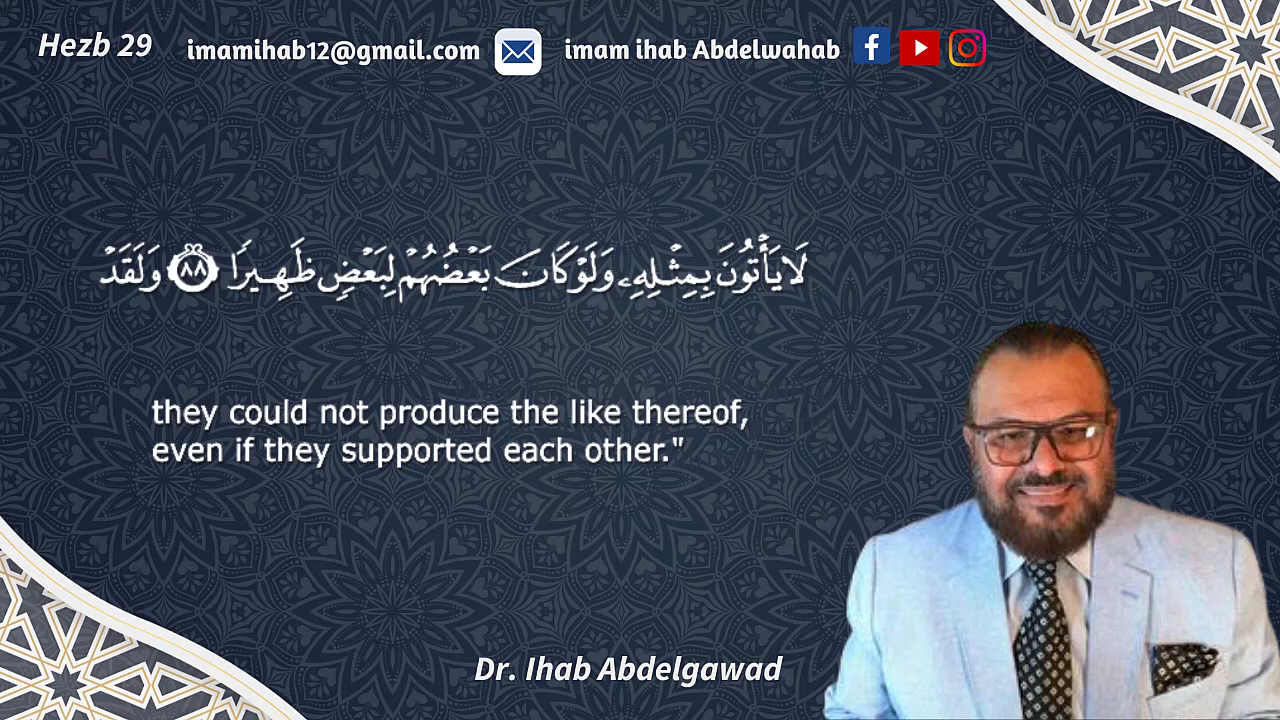 Hezb 29 imamihab12@gmail.com imam ihab Abdelwahab
لَا يَأْتُونَ بِمِثْلِهِۦ وَلَوْ كَانَ بَعْضُهُمْ لِبَعْضٍ ظَهِيرًا ٨٨ وَلَقَدْ
they could not produce the like thereof,
even if they supported each other."
Dr. Ihab Abdelgawad